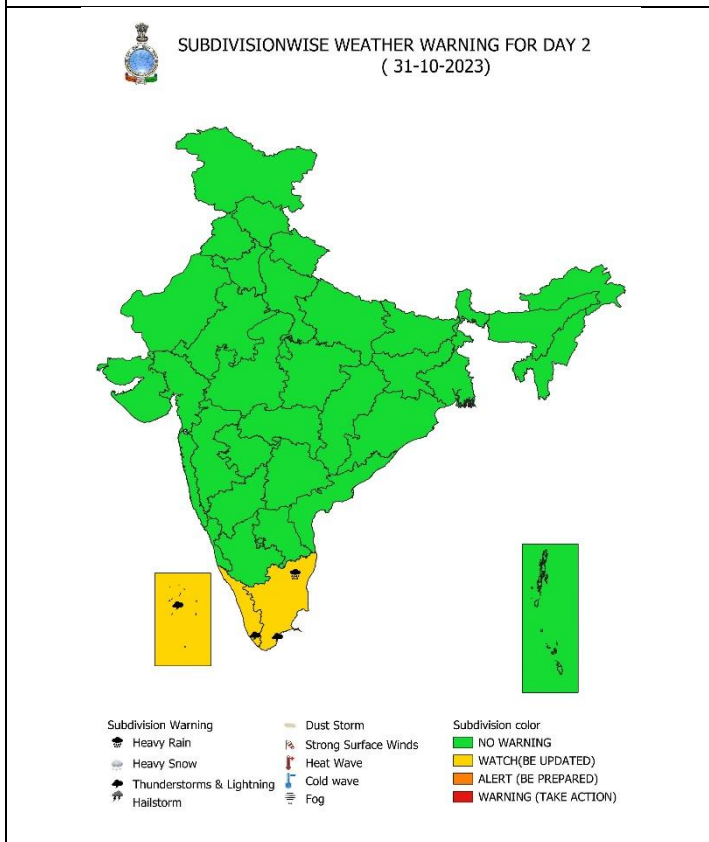 SUBDIVISIONWISE WEATHER WARNING FOR DAY 2
( 31-10-2023)
Subdivision Warning
Heavy Rain
Heavy Snow
Thunderstorms & Lightning
Hailstorm
Dust Storm
Strong Surface Winds
Heat Wave
Cold wave
Fog
Subdivision color
NO WARNING
WATCH(BE UPDATED)
ALERT (BE PREPARED)
WARNING (TAKE ACTION)